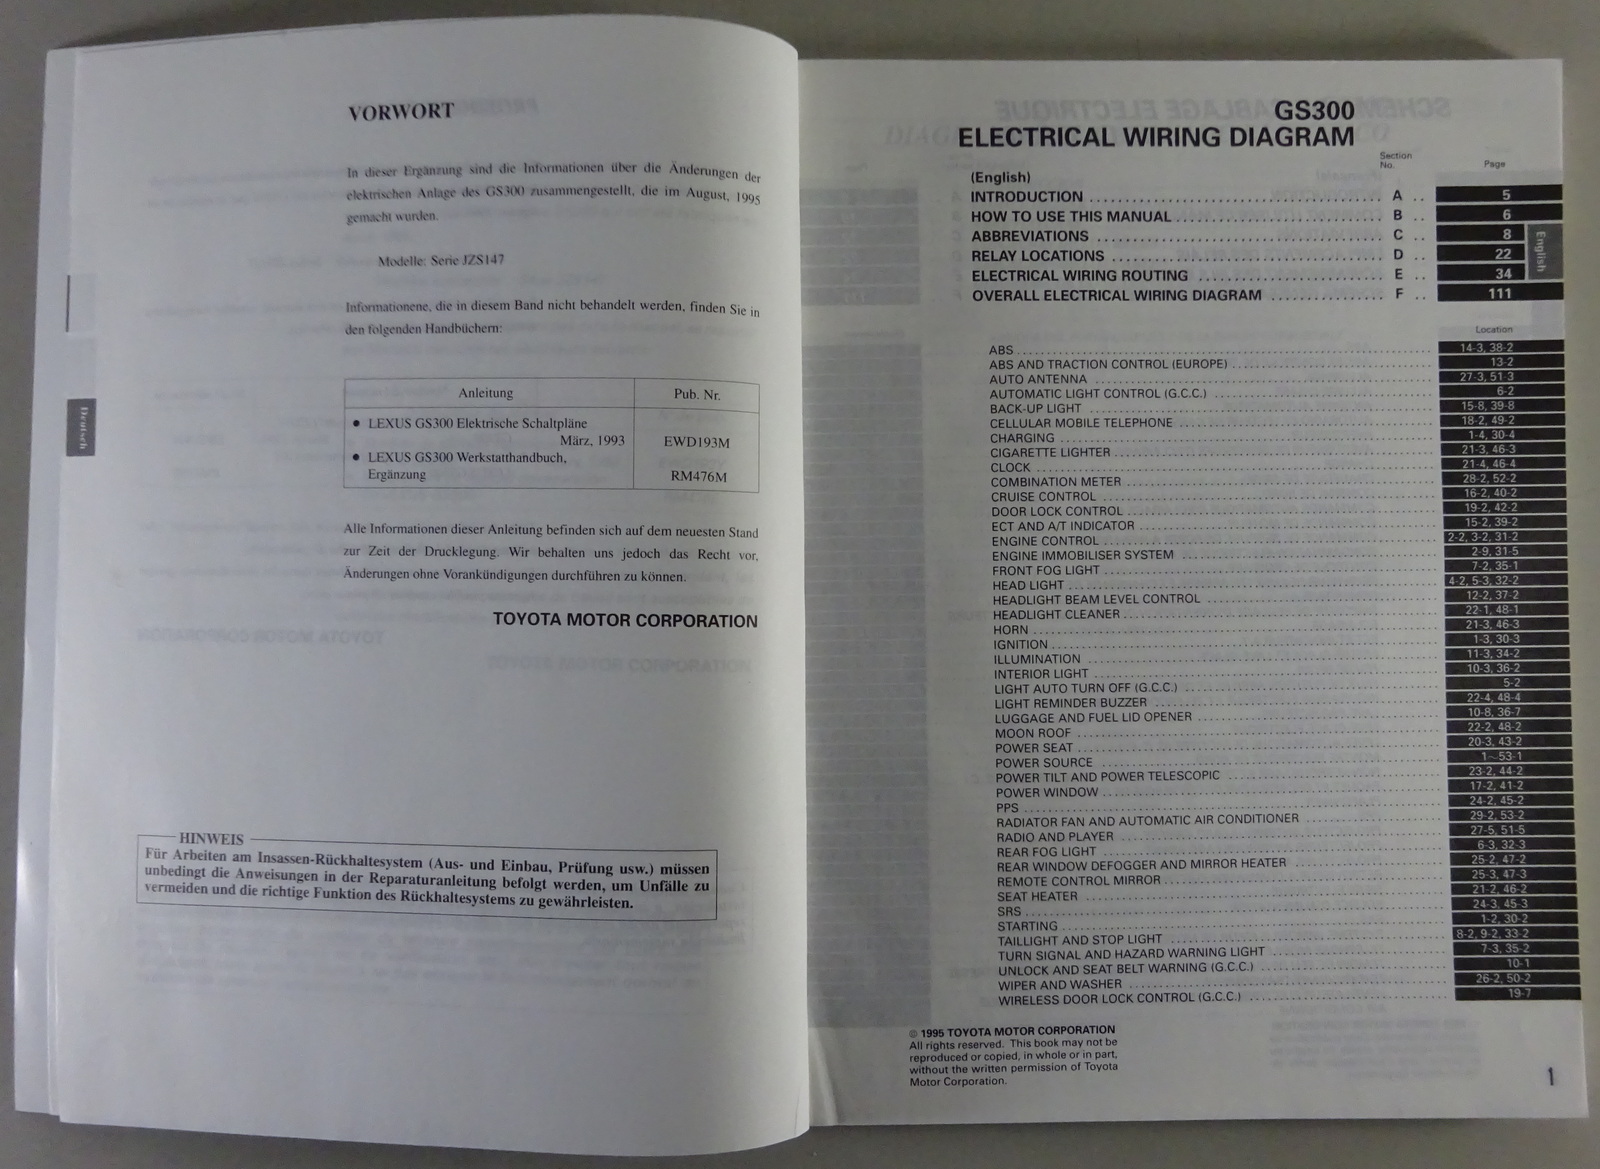 VORWORT
In dieser Ergänzung sind die Informationen über die Änderungen der
elektrischen Anlage des GS300 zusammengestellt, die im August, 1995
gemacht wurden.
Modelle: Serie JZS147
Informationene, die in diesem Band nicht behandelt werden, finden Sie in
den folgenden Handbüchern:
Anleitung Pub. Nr.
● LEXUS GS300 Elektrische Schaltpläne
März, 1993 EWD193M
● LEXUS GS300 Werkstatthandbuch,
Ergänzung RM476M
Alle Informationen dieser Anleitung befinden sich auf dem neuesten Stand
zur Zeit der Drucklegung. Wir behalten uns jedoch das Recht vor,
Änderungen ohne Vorankündigungen durchführen zu können.
TOYOTA MOTOR CORPORATION
HINWEIS
Für Arbeiten am Insassen-Rückhaltesystem (Aus- und Einbau, Prüfung usw.) müssen
unbedingt die Anweisungen in der Reparaturanleitung befolgt werden, um Unfälle zu
vermeiden und die richtige Funktion des Rückhaltesystems zu gewährleisten.
Deutsch
GS300
ELECTRICAL WIRING DIAGRAM
Section
No. Page
(English)
INTRODUCTION A .. 5
HOW TO USE THIS MANUAL B .. 6
ABBREVIATIONS C .. 8
RELAY LOCATIONS D .. 22
ELECTRICAL WIRING ROUTING E .. 34
OVERALL ELECTRICAL WIRING DIAGRAM F .. 111
English
Location
ABS 14-3, 38-2
ABS AND TRACTION CONTROL (EUROPE) 13-2
AUTO ANTENNA 27-3, 51-3
AUTOMATIC LIGHT CONTROL (G.C.C.) 6-2
BACK-UP LIGHT 15-8, 39-8
CELLULAR MOBILE TELEPHONE 18-2, 49-2
CHARGING 1-4, 30-4
CIGARETTE LIGHTER 21-3, 46-3
CLOCK 21-4, 46-4
COMBINATION METER 28-2, 52-2
CRUISE CONTROL 16-2, 40-2
DOOR LOCK CONTROL 19-2, 42-2
ECT AND A/T INDICATOR 15-2, 39-2
ENGINE CONTROL 2-2, 3-2, 31-2
ENGINE IMMOBILISER SYSTEM 2-9, 31-5
FRONT FOG LIGHT 7-2, 35-1
HEAD LIGHT 4-2, 5-3, 32-2
HEADLIGHT BEAM LEVEL CONTROL 12-2, 37-2
HEADLIGHT CLEANER 22-1, 48-1
HORN 21-3, 46-3
IGNITION 1-3, 30-3
ILLUMINATION 11-3, 34-2
INTERIOR LIGHT 10-3, 36-2
LIGHT AUTO TURN OFF (G.C.C.) 5-2
LIGHT REMINDER BUZZER 22-4, 48-4
LUGGAGE AND FUEL LID OPENER 10-8, 36-7
MOON ROOF 22-2, 48-2
POWER SEAT 20-3, 43-2
POWER SOURCE 1~53-1
POWER TILT AND POWER TELESCOPIC 23-2, 44-2
POWER WINDOW 17-2, 41-2
PPS 24-2, 45-2
RADIATOR FAN AND AUTOMATIC AIR CONDITIONER 29-2, 53-2
RADIO AND PLAYER 27-5, 51-5
REAR FOG LIGHT 6-3, 32-3
REAR WINDOW DEFOGGER AND MIRROR HEATER 25-2, 47-2
REMOTE CONTROL MIRROR 25-3, 47-3
SEAT HEATER 21-2, 46-2
SRS 24-3, 45-3
STARTING 1-2, 30-2
TAILLIGHT AND STOP LIGHT 8-2, 9-2, 33-2
TURN SIGNAL AND HAZARD WARNING LIGHT 7-3, 35-2
UNLOCK AND SEAT BELT WARNING (G.C.C.) 10-1
WIPER AND WASHER 26-2, 50-2
WIRELESS DOOR LOCK CONTROL (G.C.C.) 19-7
© 1995 TOYOTA MOTOR CORPORATION
All rights reserved. This book may not be
reproduced or copied, in whole or in part,
without the written permission of Toyota
Motor Corporation.
1